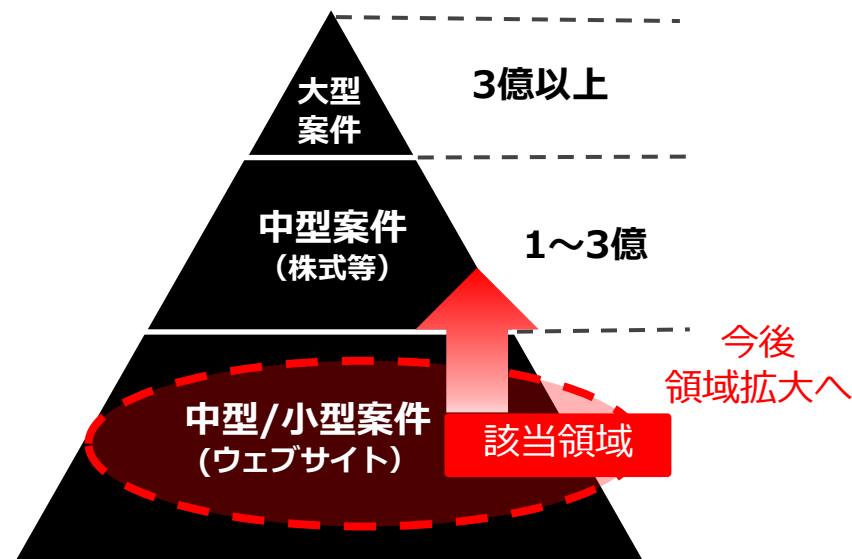 大型
案件
3億以上
中型案件
（株式等）
1～3億
今後
領域拡大へ
中型/小型案件
(ウェブサイト）
該当領域